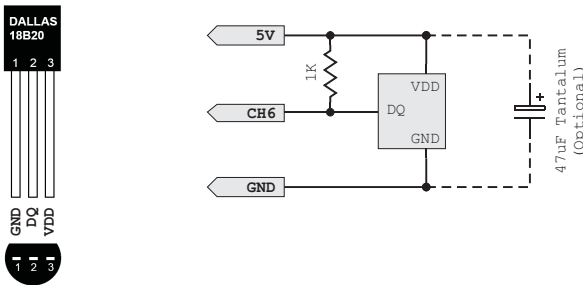 DALLAS
18B20
1 2 3
GND
DQ
VDD
1 2 3
5V
1K
VDD
CH6
DQ
GND
GND
+
47uF Tantalum
(Optional)